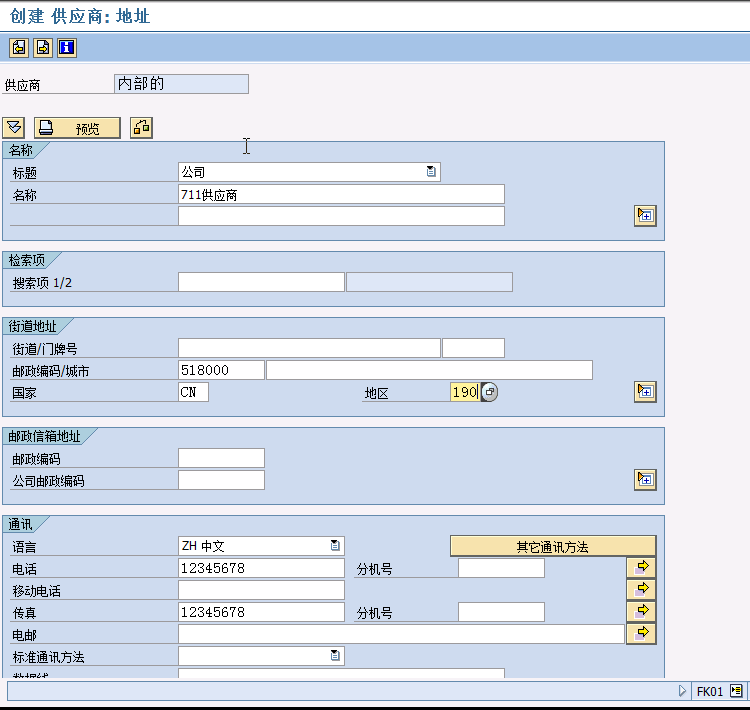 创建 供应商: 地址
供应商 内部的
预览
名称
标题 公司
名称 711供应商
检索项
搜索项 1/2
街道地址
街道/门牌号
邮政编码/城市 518000
国家 CN 地区 190
邮政信箱地址
邮政编码
公司邮政编码
通讯
语言 ZH 中文 其它通讯方法
电话 12345678 分机号
移动电话
传真 12345678 分机号
电邮
标准通讯方法
数据线
FK01